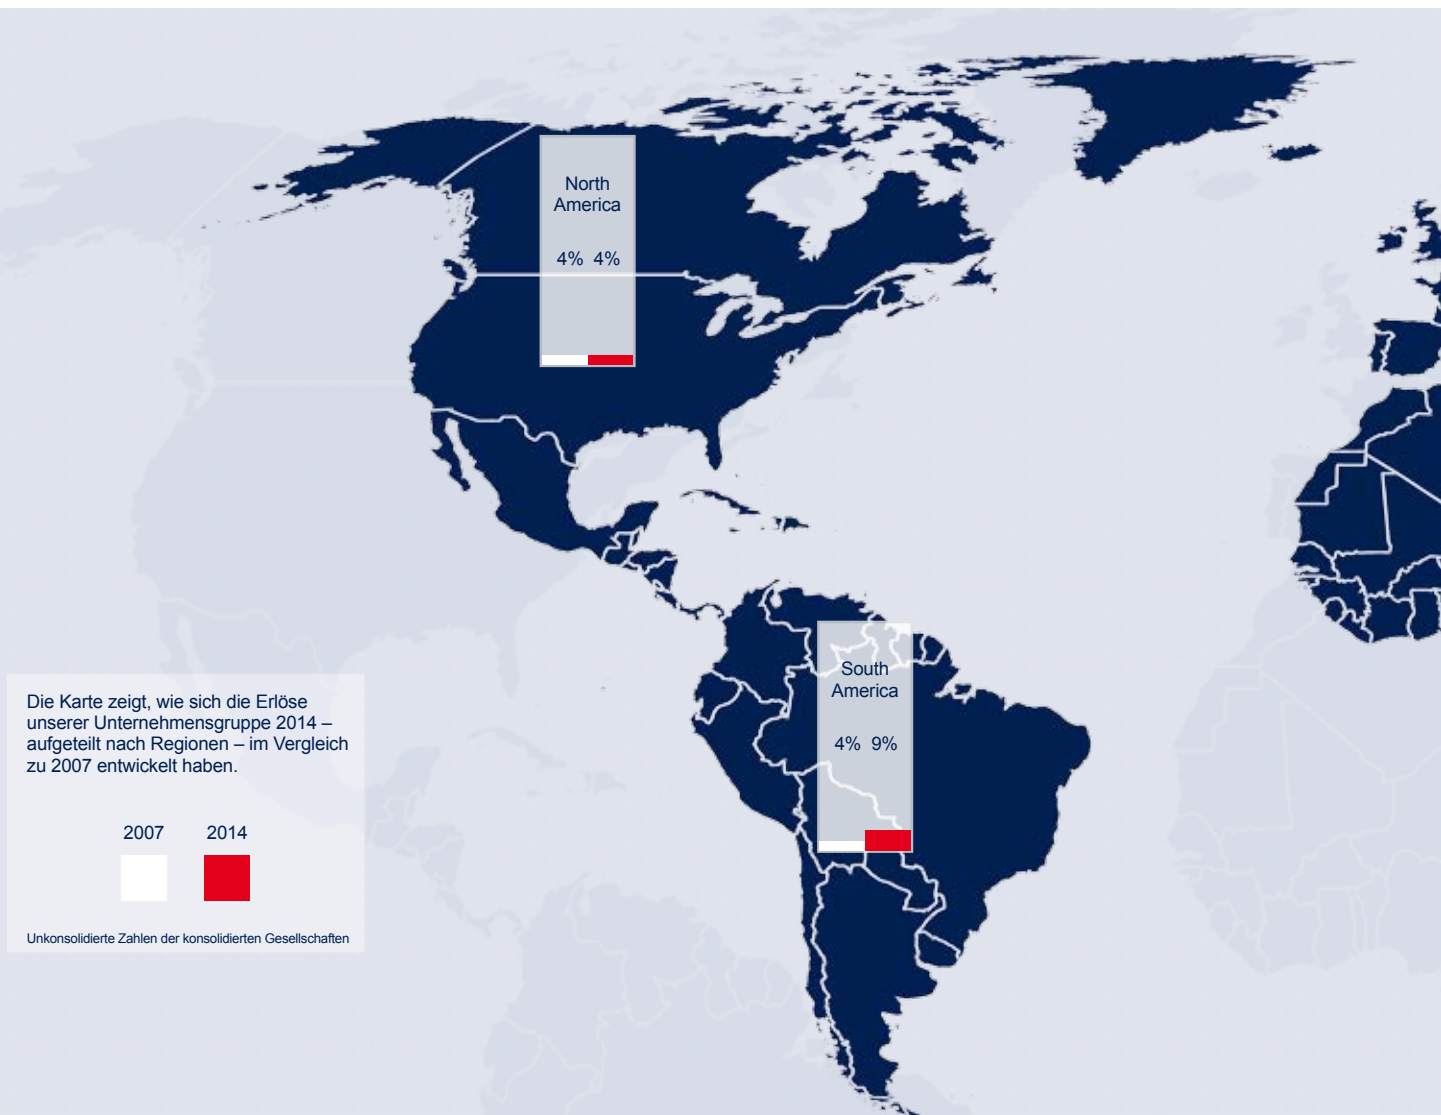 North
America
4% 4%
South
America
4% 9%
Die Karte zeigt, wie sich die Erlöse
unserer Unternehmensgruppe 2014 –
aufgeteilt nach Regionen – im Vergleich
zu 2007 entwickelt haben.
2007 2014
Unkonsolidierte Zahlen der konsolidierten Gesellschaften